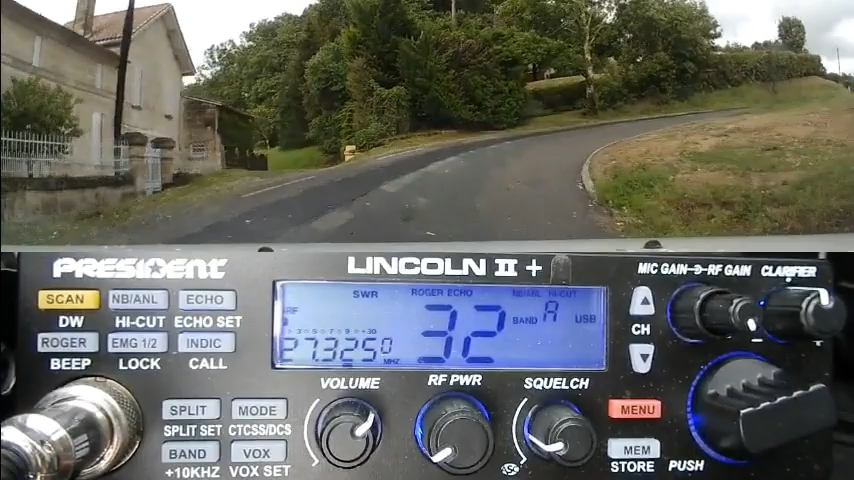 PRESIDENT
LINCOLN II +
MIC GAIN RF GAIN CLARIFIER
SCAN NB/ANL ECHO
DW HI-CUT ECHO SET
ROGER EMG 1/2 INDIC
BEEP LOCK CALL
SWR ROGER ECHO NB/ANL HI-CUT
RF
27.3250 MHZ 32 BAND A USB
CH
VOLUME RF PWR SQUELCH
SPLIT MODE
SPLIT SET CTCSS/DC
BAND VOX
+10KHZ VOX SET
MENU
MEM
STORE
PUSH
SC